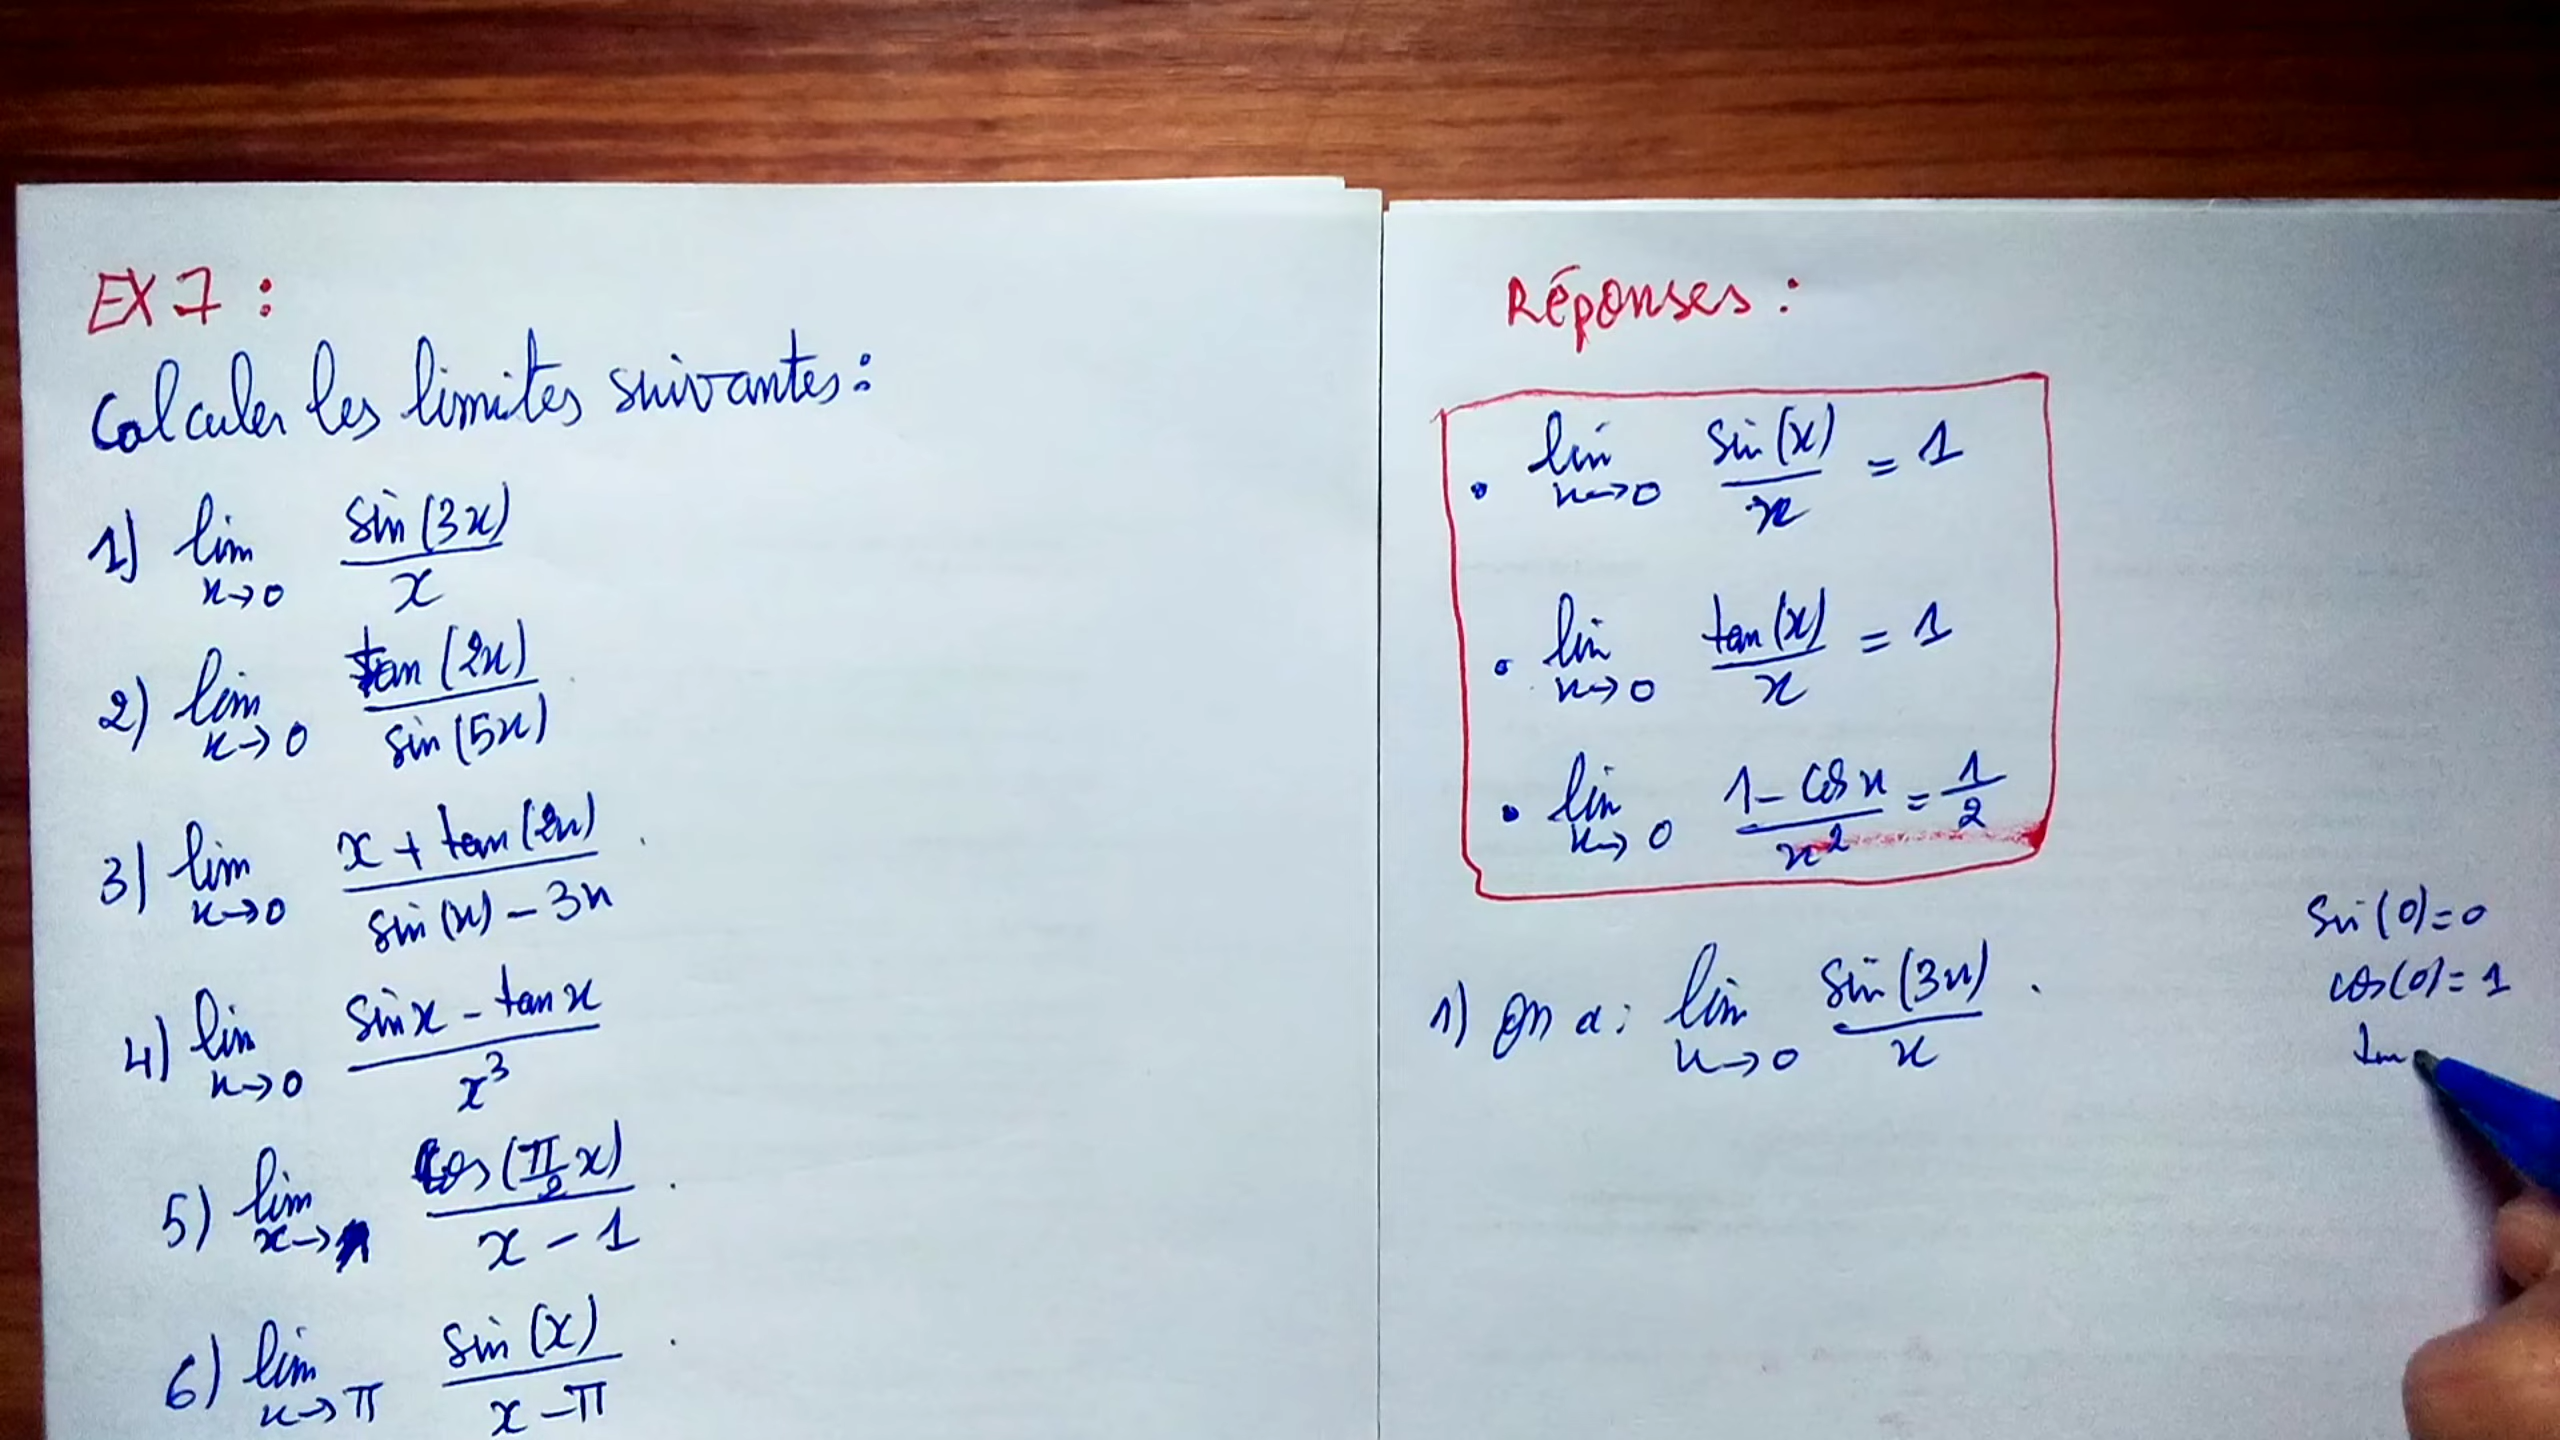 EX 7 :
Calculer les limites suivantes :
1) lim x→0 sin(3x) / x
2) lim x→0 tan(2x) / sin(5x)
3) lim x→0 x + tan(2x) / sin(x) - 3x
4) lim x→0 sin x - tan x / x³
5) lim x→1 cos(π/2 x) / x - 1
6) lim x→π sin(x) / x - π
Réponses :
• lim x→0 sin(x) / x = 1
• lim x→0 tan(x) / x = 1
• lim x→0 1 - cos x / x² = 1/2
sin(0) = 0
cos(0) = 1
1) on a : lim x→0 sin(3x) / x